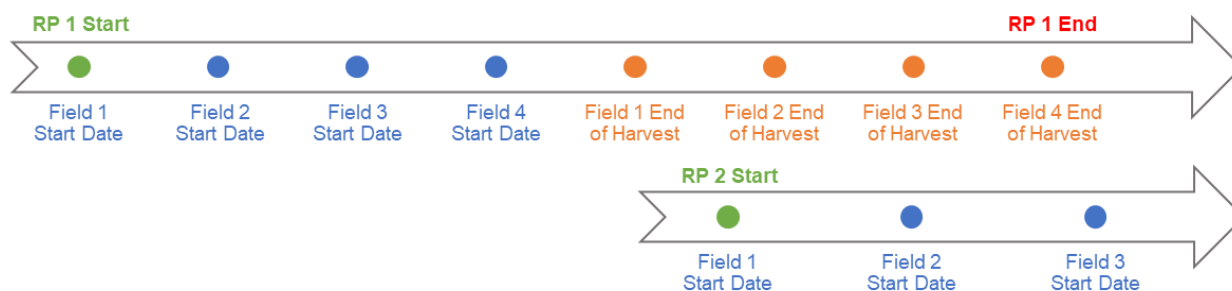 RP 1 Start
RP 1 End
Field 1
Start Date
Field 2
Start Date
Field 3
Start Date
Field 4
Start Date
Field 1 End
of Harvest
Field 2 End
of Harvest
Field 3 End
of Harvest
Field 4 End
of Harvest
RP 2 Start
Field 1
Start Date
Field 2
Start Date
Field 3
Start Date